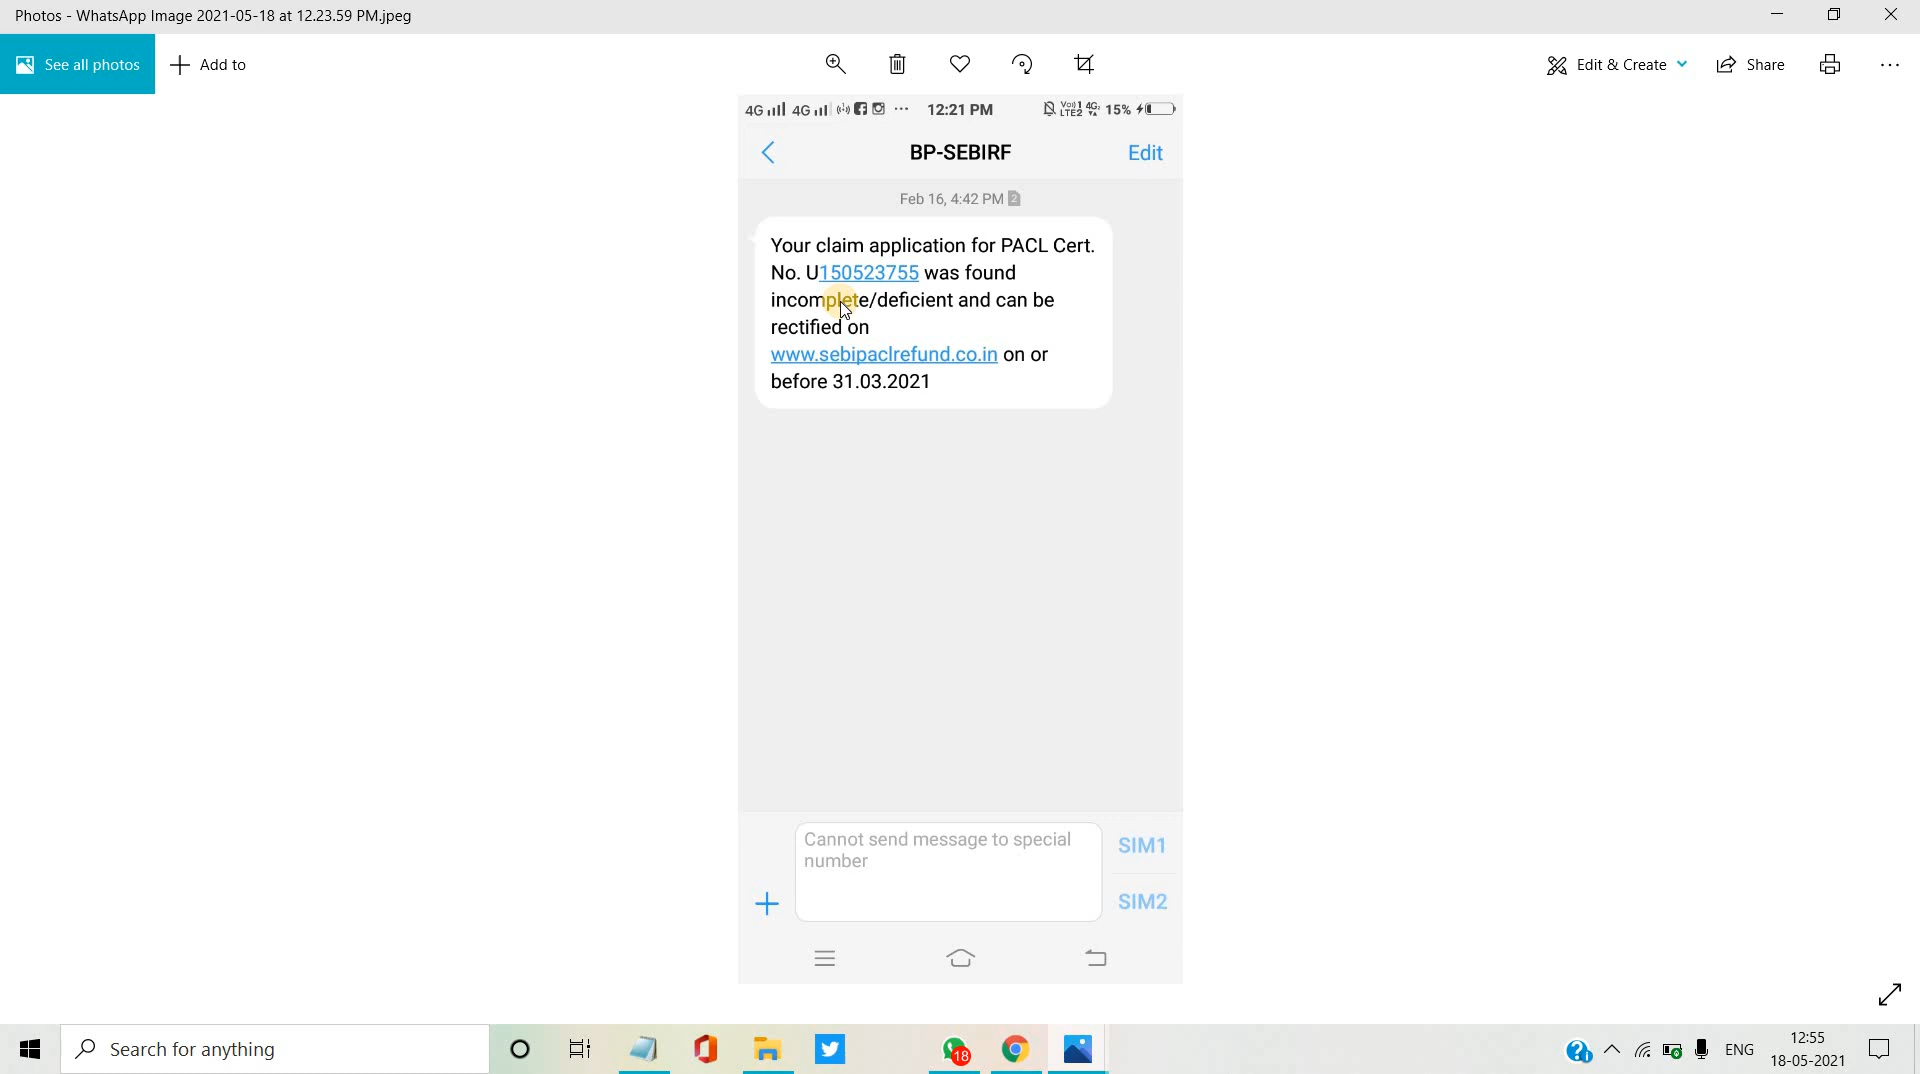 Photos - WhatsApp Image 2021-05-18 at 12.23.59 PM.jpeg
See all photos
Add to
Edit & Create
Share
4G 4G 12:21 PM 4G 15%
LTE2
BP-SEBIRF
Edit
Feb 16, 4:42 PM 2
Your claim application for PACL Cert.
No. U150523755 was found
incomplete/deficient and can be
rectified on
www.sebipaclrefund.co.in on or
before 31.03.2021
Cannot send message to special
number
SIM1
SIM2
Search for anything
18
ENG
12:55
18-05-2021